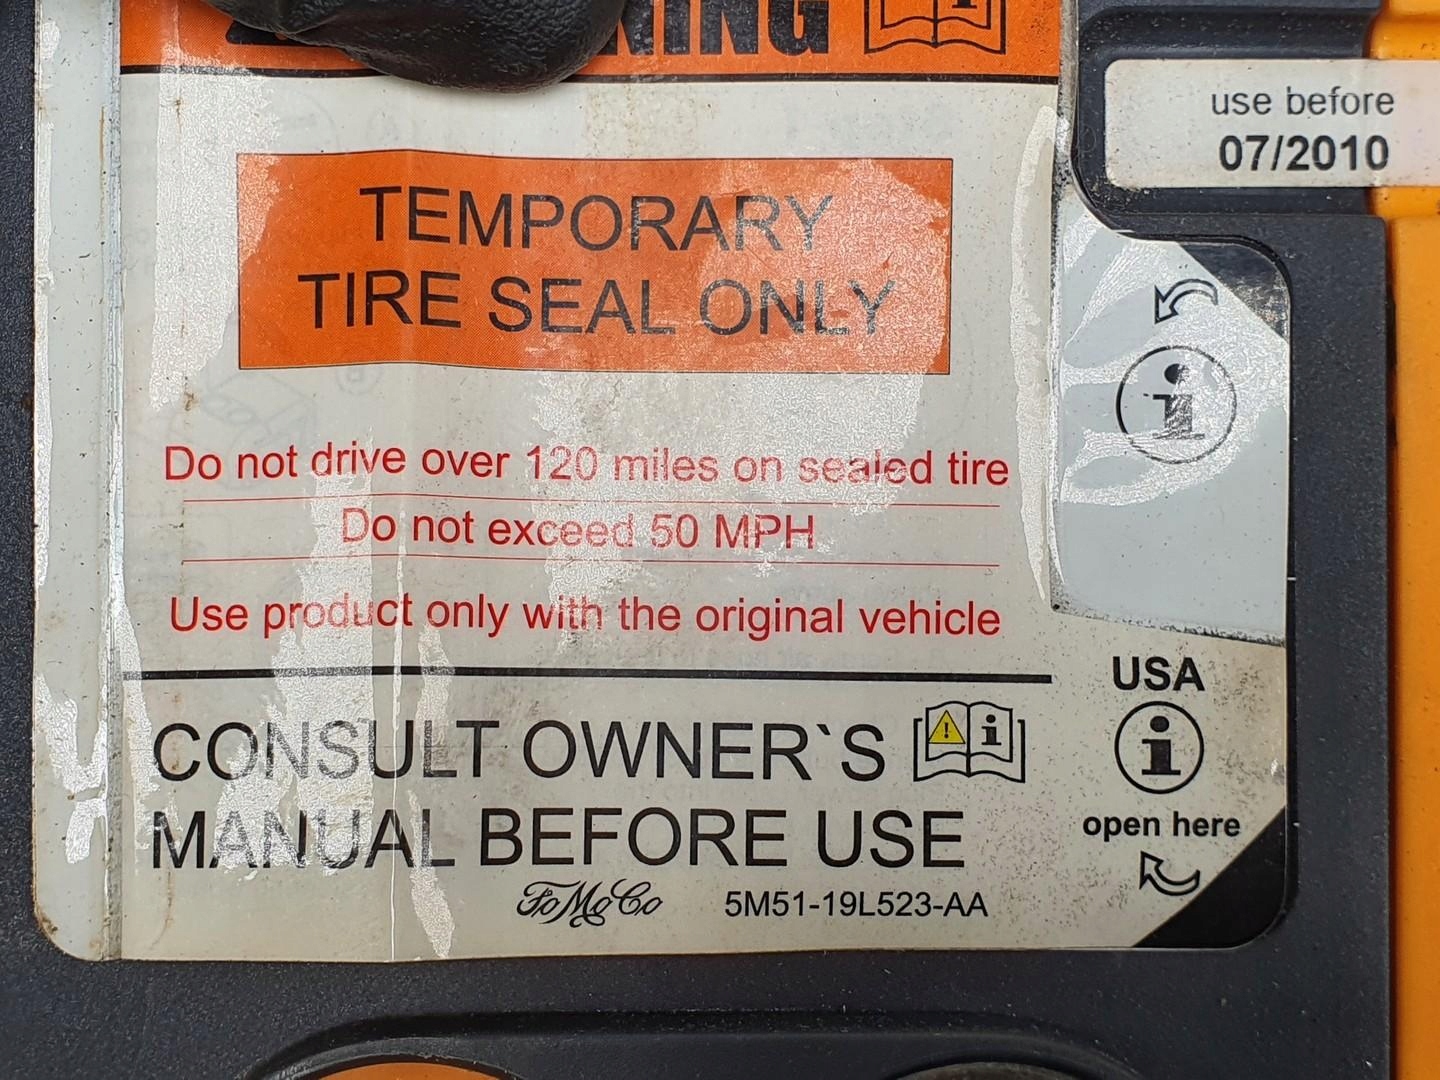 use before
07/2010
TEMPORARY
TIRE SEAL ONLY
Do not drive over 120 miles on sealed tire
Do not exceed 50 MPH
Use product only with the original vehicle
USA
CONSULT OWNER`S
MANUAL BEFORE USE
open here
FoMoCo 5M51-19L523-AA